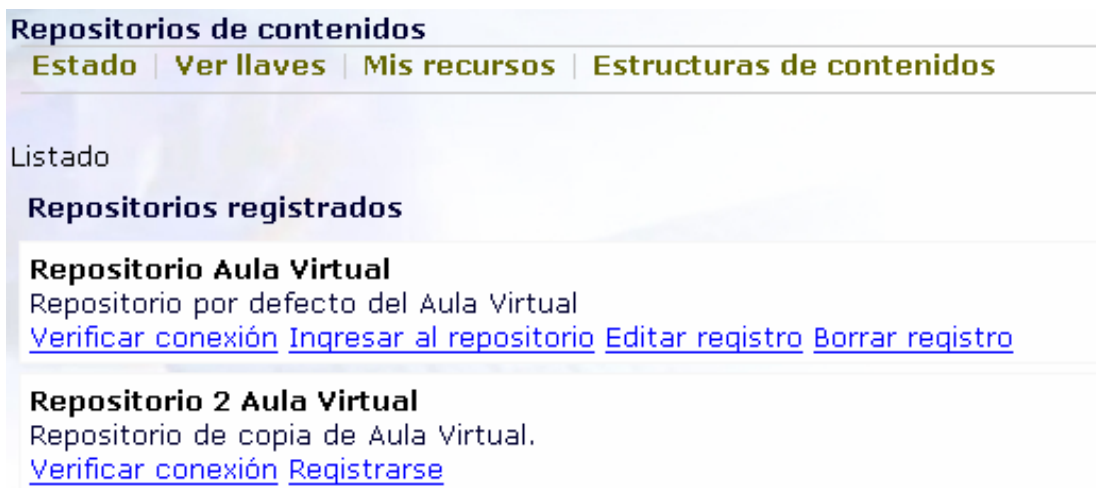 Repositorios de contenidos
Estado | Ver llaves | Mis recursos | Estructuras de contenidos
Listado
Repositorios registrados
Repositorio Aula Virtual
Repositorio por defecto del Aula Virtual
Verificar conexión Ingresar al repositorio Editar registro Borrar registro
Repositorio 2 Aula Virtual
Repositorio de copia de Aula Virtual.
Verificar conexión Registrarse